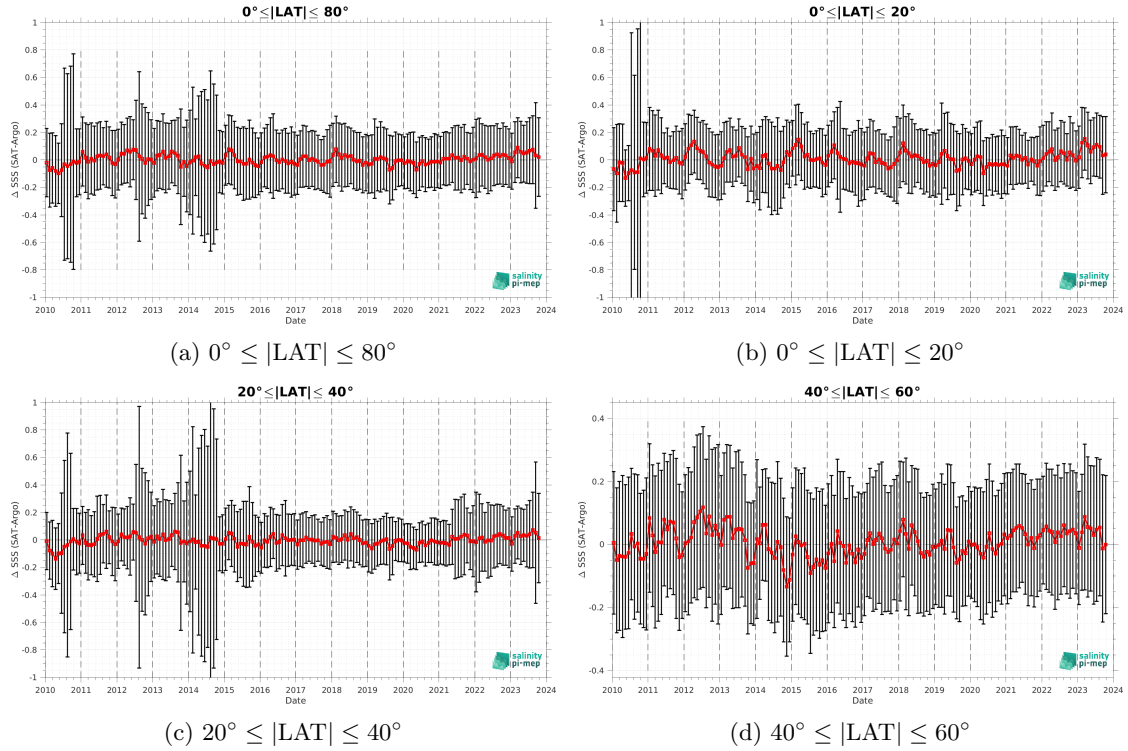 0°≤|LAT|≤ 80°
Δ SSS (SAT-Argo)
1
0.8
0.6
0.4
0.2
0
-0.2
-0.4
-0.6
-0.8
-1
2010 2011 2012 2013 2014 2015 2016 2017 2018 2019 2020 2021 2022 2023 2024
Date
salinity
pi-mep
(a) 0° ≤ |LAT| ≤ 80°
0°≤|LAT|≤ 20°
Δ SSS (SAT-Argo)
1
0.8
0.6
0.4
0.2
0
-0.2
-0.4
-0.6
-0.8
-1
2010 2011 2012 2013 2014 2015 2016 2017 2018 2019 2020 2021 2022 2023 2024
Date
salinity
pi-mep
(b) 0° ≤ |LAT| ≤ 20°
20°≤|LAT|≤ 40°
Δ SSS (SAT-Argo)
1
0.8
0.6
0.4
0.2
0
-0.2
-0.4
-0.6
-0.8
-1
2010 2011 2012 2013 2014 2015 2016 2017 2018 2019 2020 2021 2022 2023 2024
Date
salinity
pi-mep
(c) 20° ≤ |LAT| ≤ 40°
40°≤|LAT|≤ 60°
Δ SSS (SAT-Argo)
0.4
0.2
0
-0.2
-0.4
2010 2011 2012 2013 2014 2015 2016 2017 2018 2019 2020 2021 2022 2023 2024
Date
salinity
pi-mep
(d) 40° ≤ |LAT| ≤ 60°